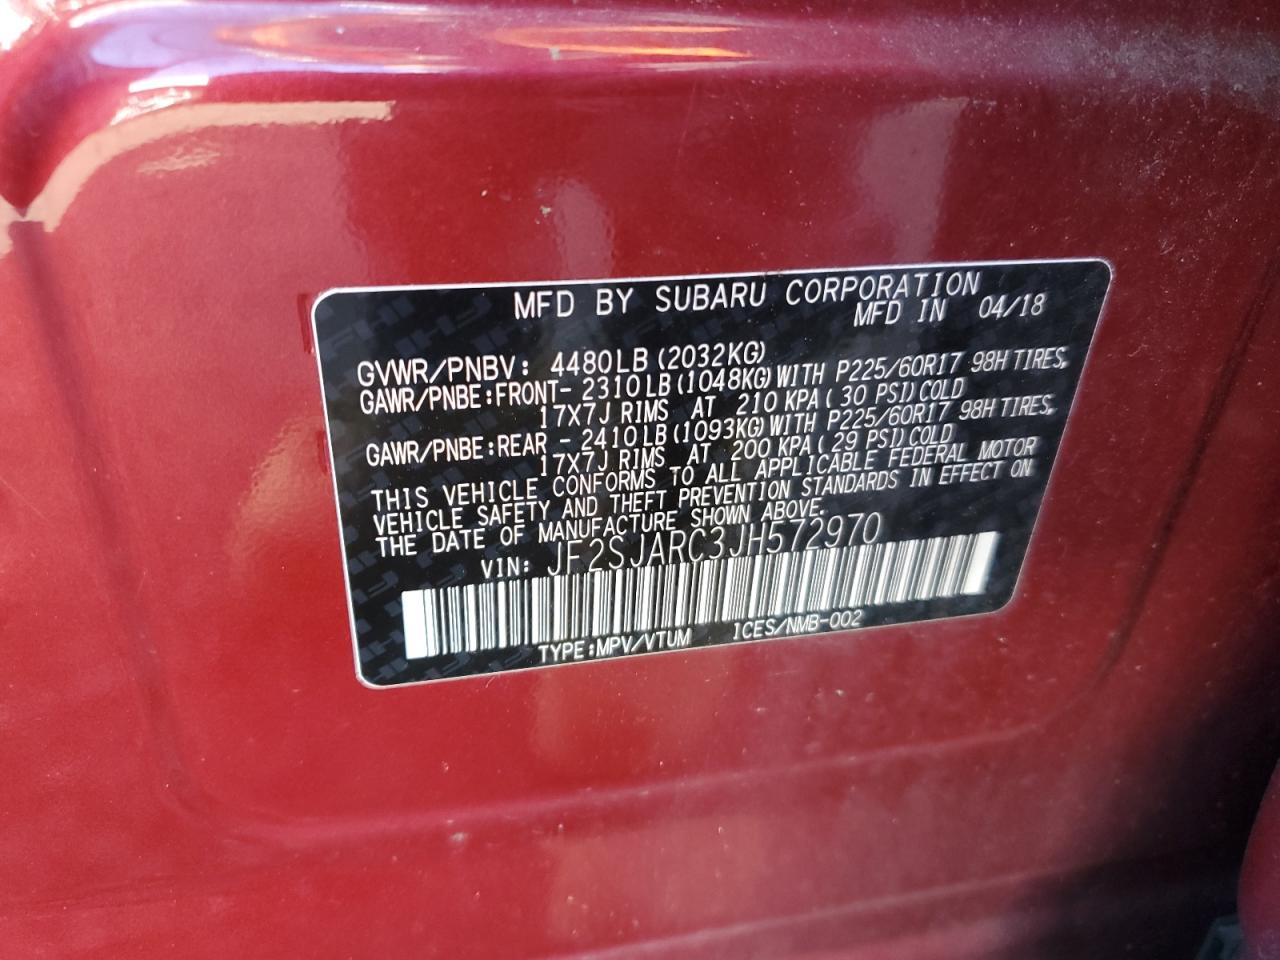 MFD BY SUBARU CORPORATION
MFD IN 04/18
GVWR/PNBV: 4480LB (2032KG)
GAWR/PNBE:FRONT- 2310LB (1048KG) WITH P225/60R17 98H TIRES,
17X7J RIMS AT 210 KPA ( 30 PSI) COLD
GAWR/PNBE:REAR - 2410LB (1093KG) WITH P225/60R17 98H TIRES,
17X7J RIMS AT 200 KPA ( 29 PSI) COLD
THIS VEHICLE CONFORMS TO ALL APPLICABLE FEDERAL MOTOR
VEHICLE SAFETY AND THEFT PREVENTION STANDARDS IN EFFECT ON
THE DATE OF MANUFACTURE SHOWN ABOVE.
VIN: JF2SJARC3JH572970
TYPE:MPV/VTUM 1CES/NMB-002